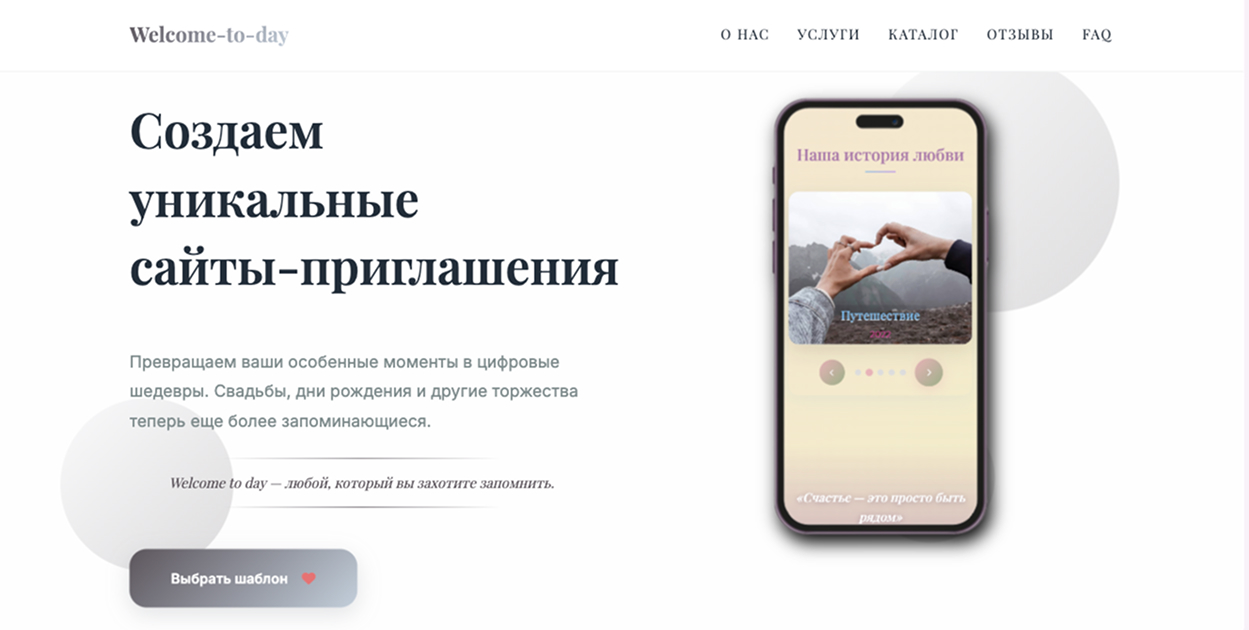 Welcome-to-day
О НАС УСЛУГИ КАТАЛОГ ОТЗЫВЫ FAQ
Создаем
уникальные
сайты-приглашения
Превращаем ваши особенные моменты в цифровые
шедевры. Свадьбы, дни рождения и другие торжества
теперь еще более запоминающиеся.
Welcome to day — любой, который вы захотите запомнить.
Выбрать шаблон
Наша история любви
Путешествие
«Счастье — это просто быть
рядом»